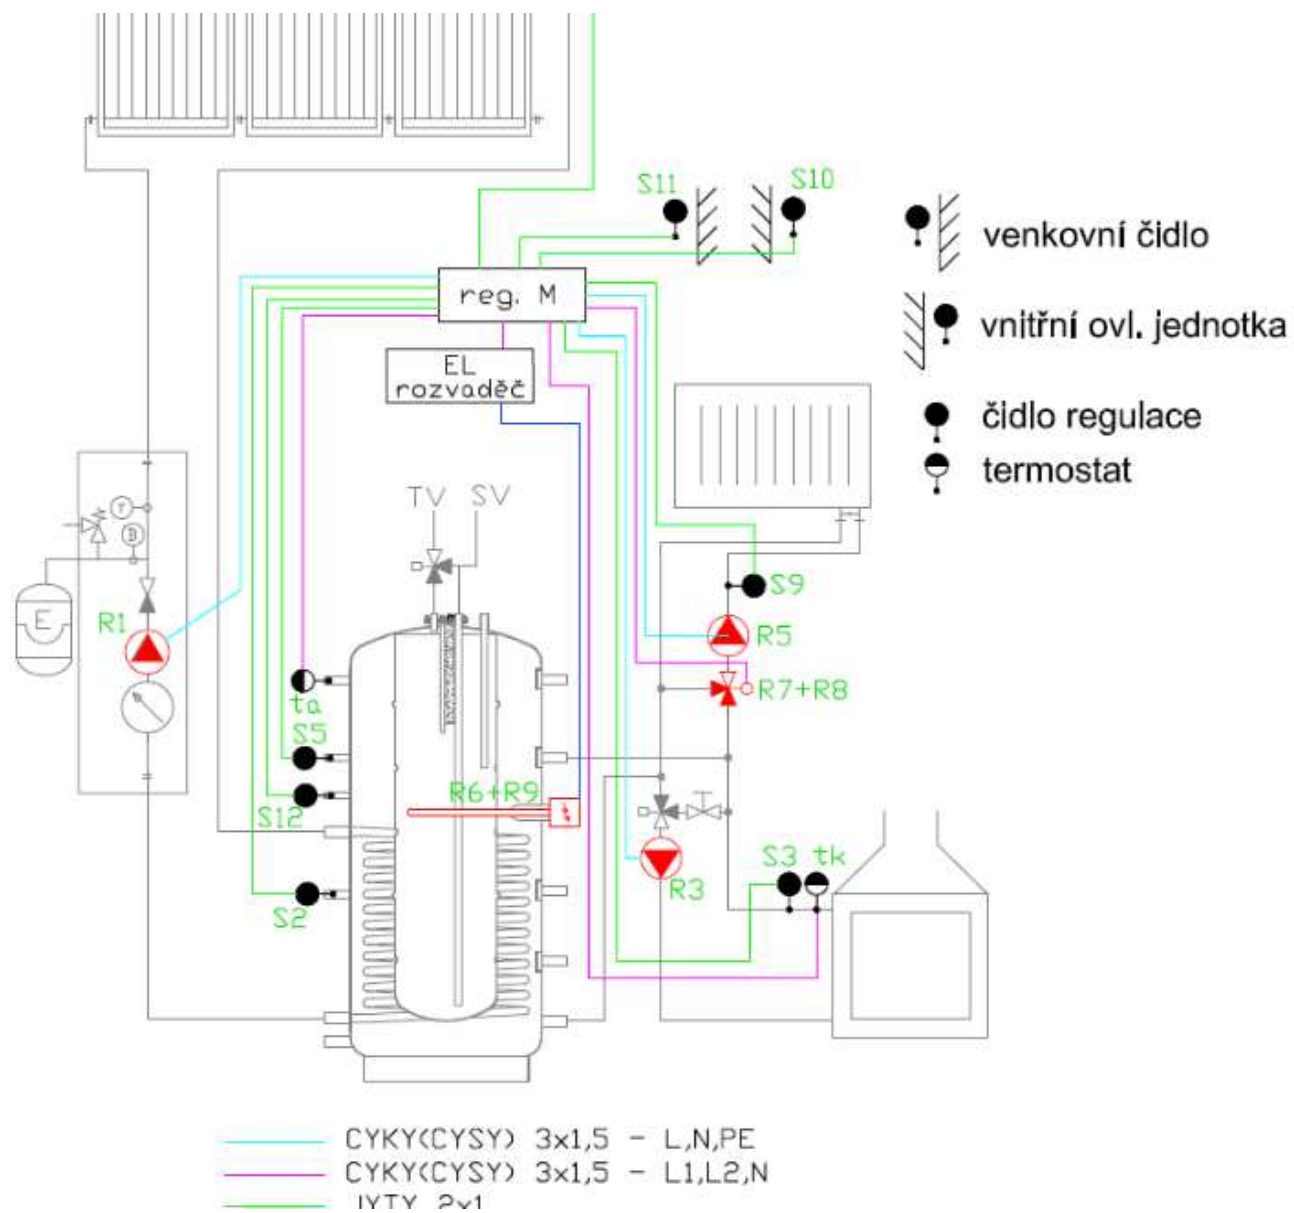 S11
S10
venkovní čidlo
reg. M
vnitřní ovl. jednotka
EL
rozvaděč
čidlo regulace
termostat
TV
SV
T
B
E
R1
S9
R5
ta
R7+R8
S5
R6+R9
S12
S3 tk
R3
S2
CYKY(CYSY) 3x1,5 - L,N,PE
CYKY(CYSY) 3x1,5 - L1,L2,N
JYTY 2x1